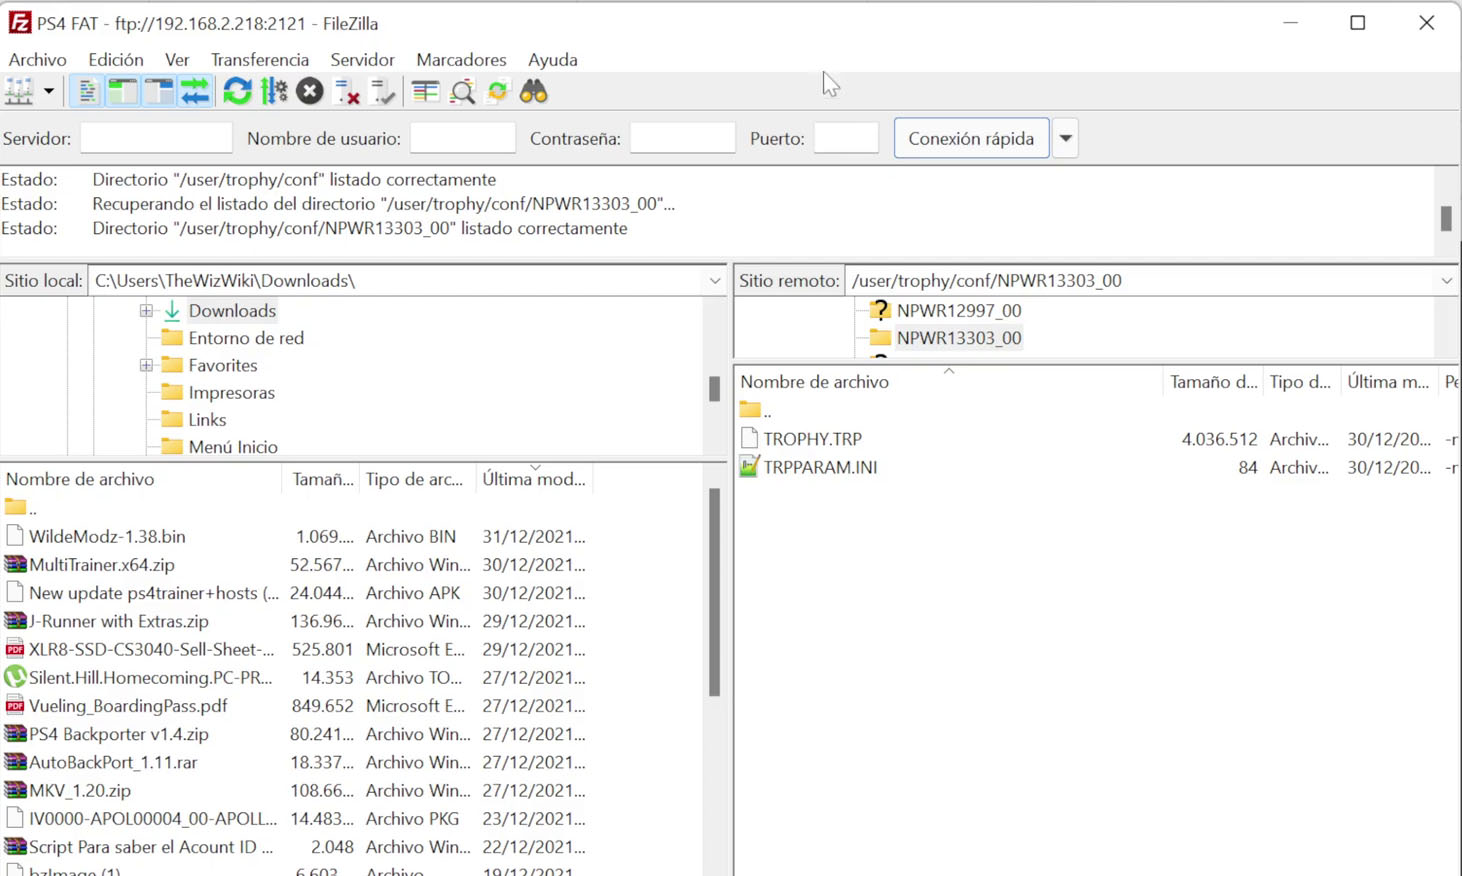 PS4 FAT - ftp://192.168.2.218:2121 - FileZilla
Archivo Edición Ver Transferencia Servidor Marcadores Ayuda
Servidor: Nombre de usuario: Contraseña: Puerto: Conexión rápida
Estado: Directorio "/user/trophy/conf" listado correctamente
Estado: Recuperando el listado del directorio "/user/trophy/conf/NPWR13303_00"...
Estado: Directorio "/user/trophy/conf/NPWR13303_00" listado correctamente
Sitio local: C:\Users\TheWizWiki\Downloads\
Downloads
Entorno de red
Favorites
Impresoras
Links
Menú Inicio
Nombre de archivo Tamañ... Tipo de arc... Última mod...
..
WildeModz-1.38.bin 1.069.... Archivo BIN 31/12/2021...
MultiTrainer.x64.zip 52.567... Archivo Win... 30/12/2021...
New update ps4trainer+hosts (... 24.044... Archivo APK 30/12/2021...
J-Runner with Extras.zip 136.96... Archivo Win... 29/12/2021...
XLR8-SSD-CS3040-Sell-Sheet-... 525.801 Microsoft E... 29/12/2021...
Silent.Hill.Homecoming.PC-PR... 14.353 Archivo TO... 27/12/2021...
Vueling_BoardingPass.pdf 849.652 Microsoft E... 27/12/2021...
PS4 Backporter v1.4.zip 80.241... Archivo Win... 27/12/2021...
AutoBackPort_1.11.rar 18.337... Archivo Win... 27/12/2021...
MKV_1.20.zip 108.66... Archivo Win... 27/12/2021...
IV0000-APOL00004_00-APOLL... 14.483... Archivo PKG 23/12/2021...
Script Para saber el Acount ID ... 2.048 Archivo Win... 22/12/2021...
bzImage (1) 6.603... Archivo 19/12/2021...
Sitio remoto: /user/trophy/conf/NPWR13303_00
NPWR12997_00
NPWR13303_00
Nombre de archivo Tamaño d... Tipo d... Última m... Pe
..
TROPHY.TRP 4.036.512 Archiv... 30/12/20... -r
TRPPARAM.INI 84 Archiv... 30/12/20... -r